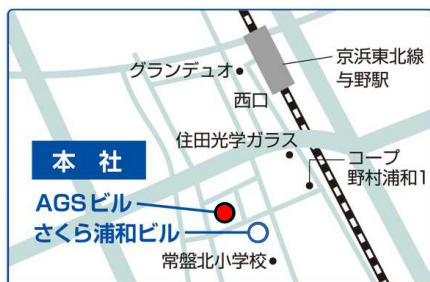 京浜東北線
与野駅
グランデュオ
西口
住田光学ガラス
コープ
野村浦和1
本社
AGSビル
さくら浦和ビル
常盤北小学校